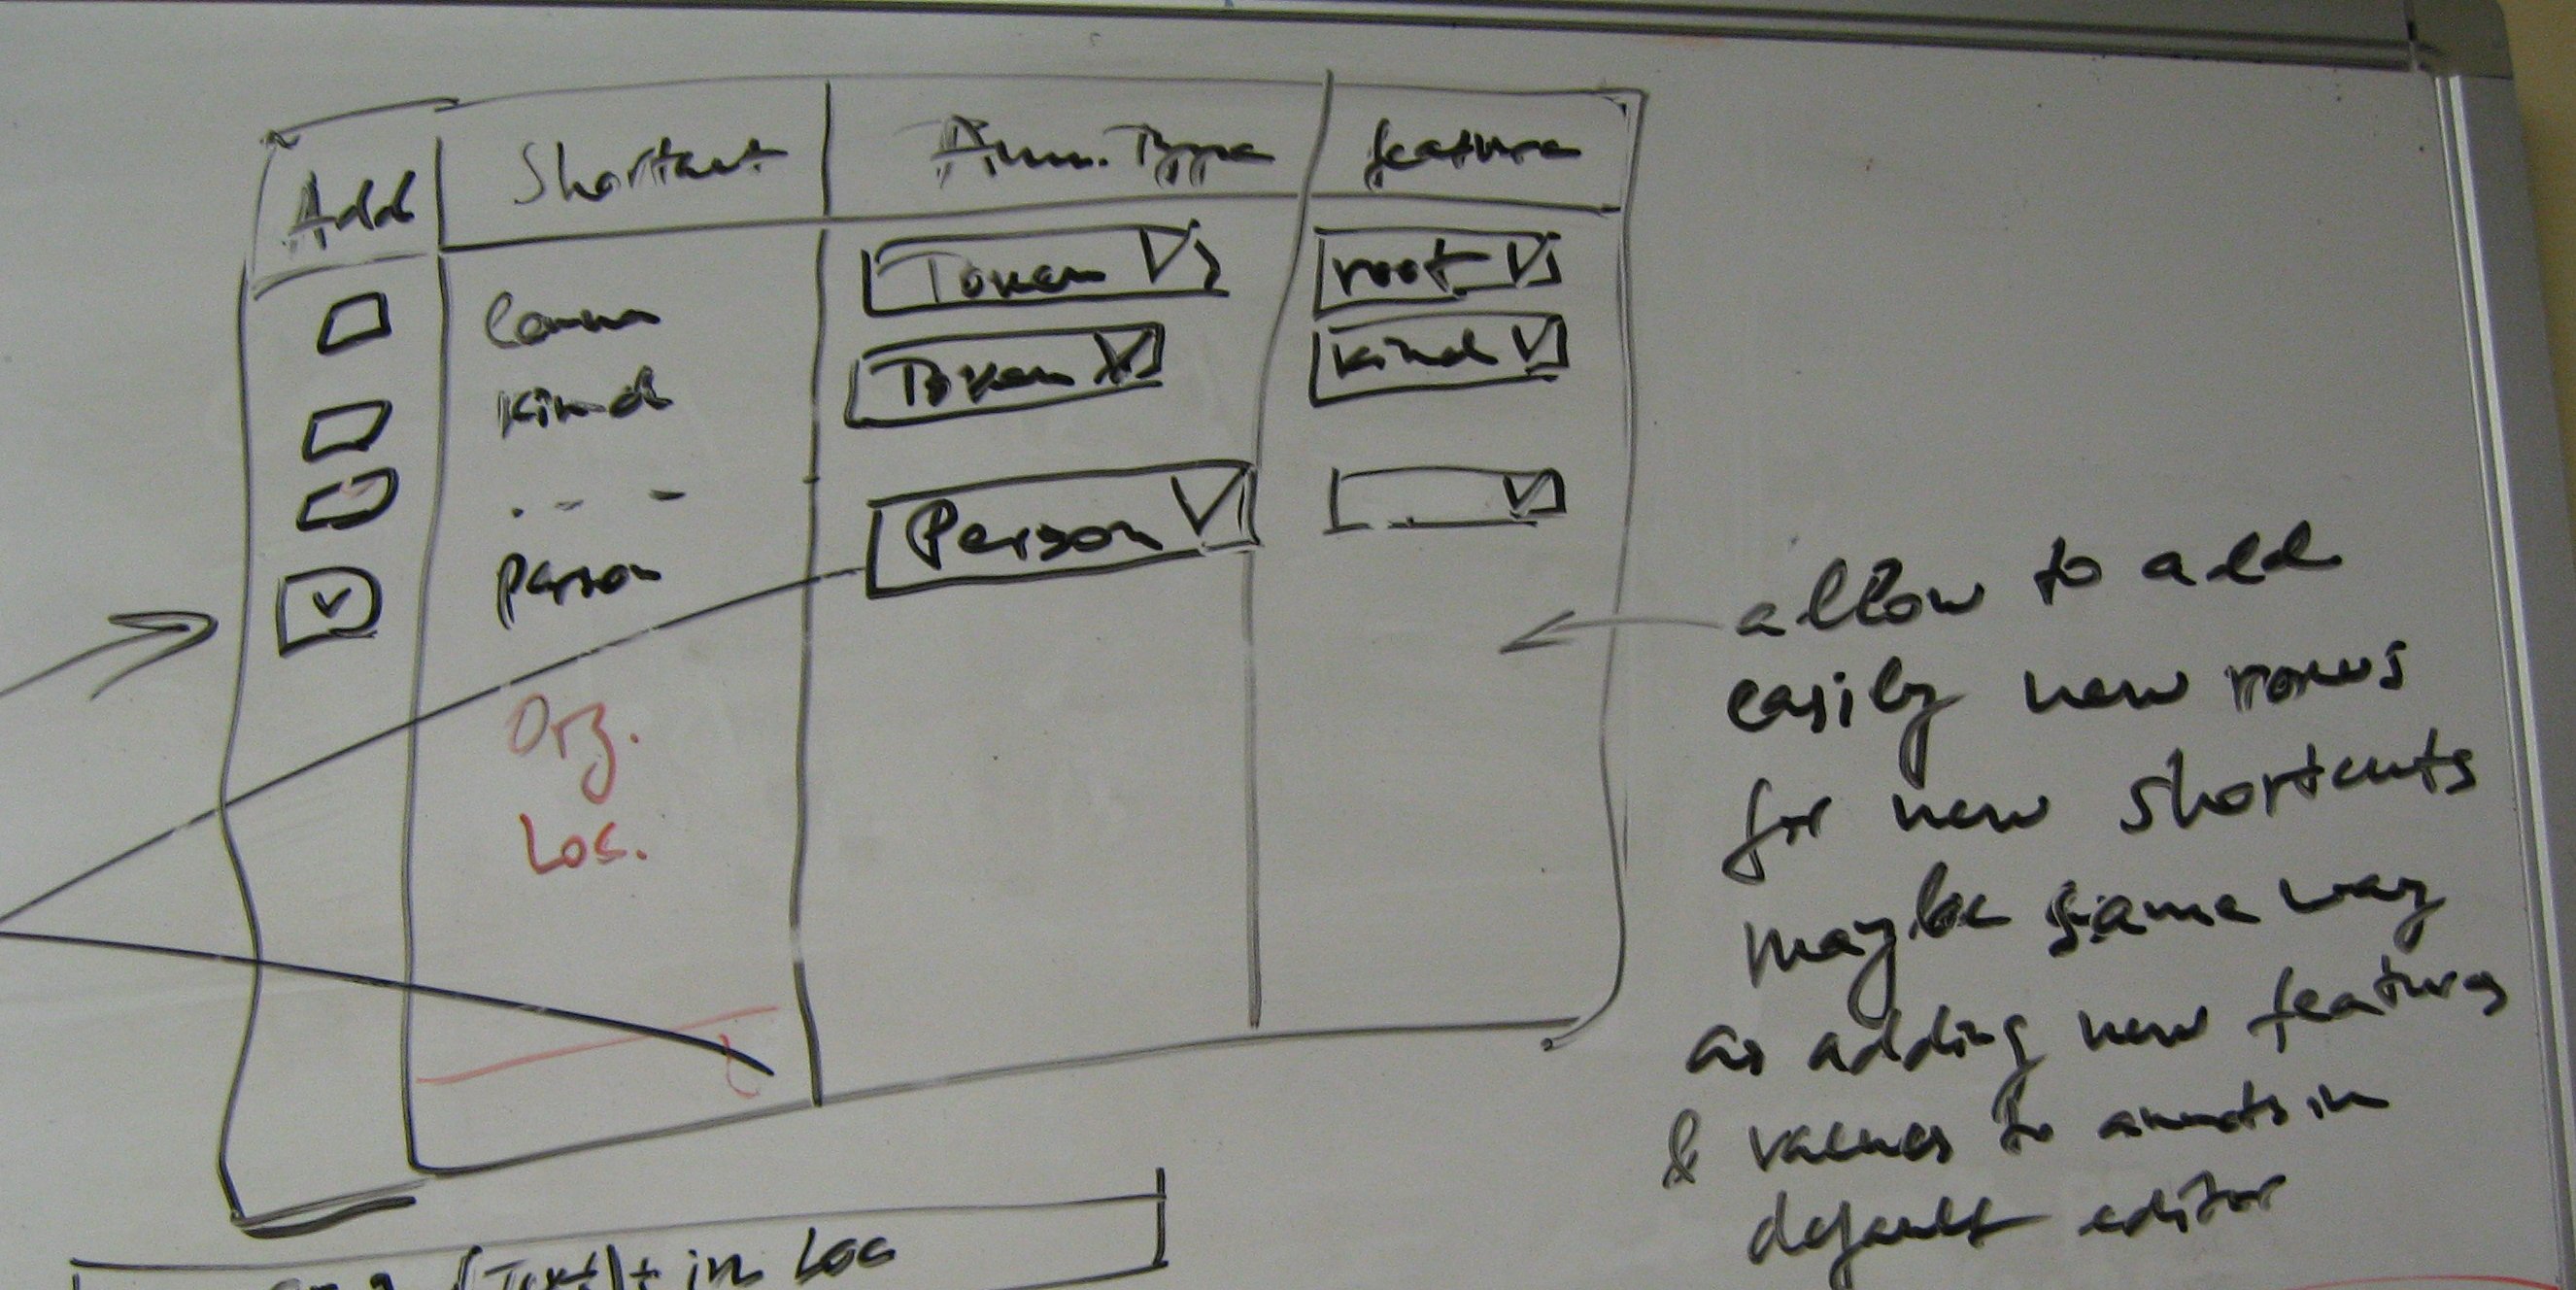 Add Shortcut Ann. Type feature
Token root
lemma
Token kind
kind
. - -
Person
person
Org.
Loc.
allow to add
easily new rows
for new shortcuts
maybe same way
as adding new features
& values to annots in
default editor
(Text)+ in Loc